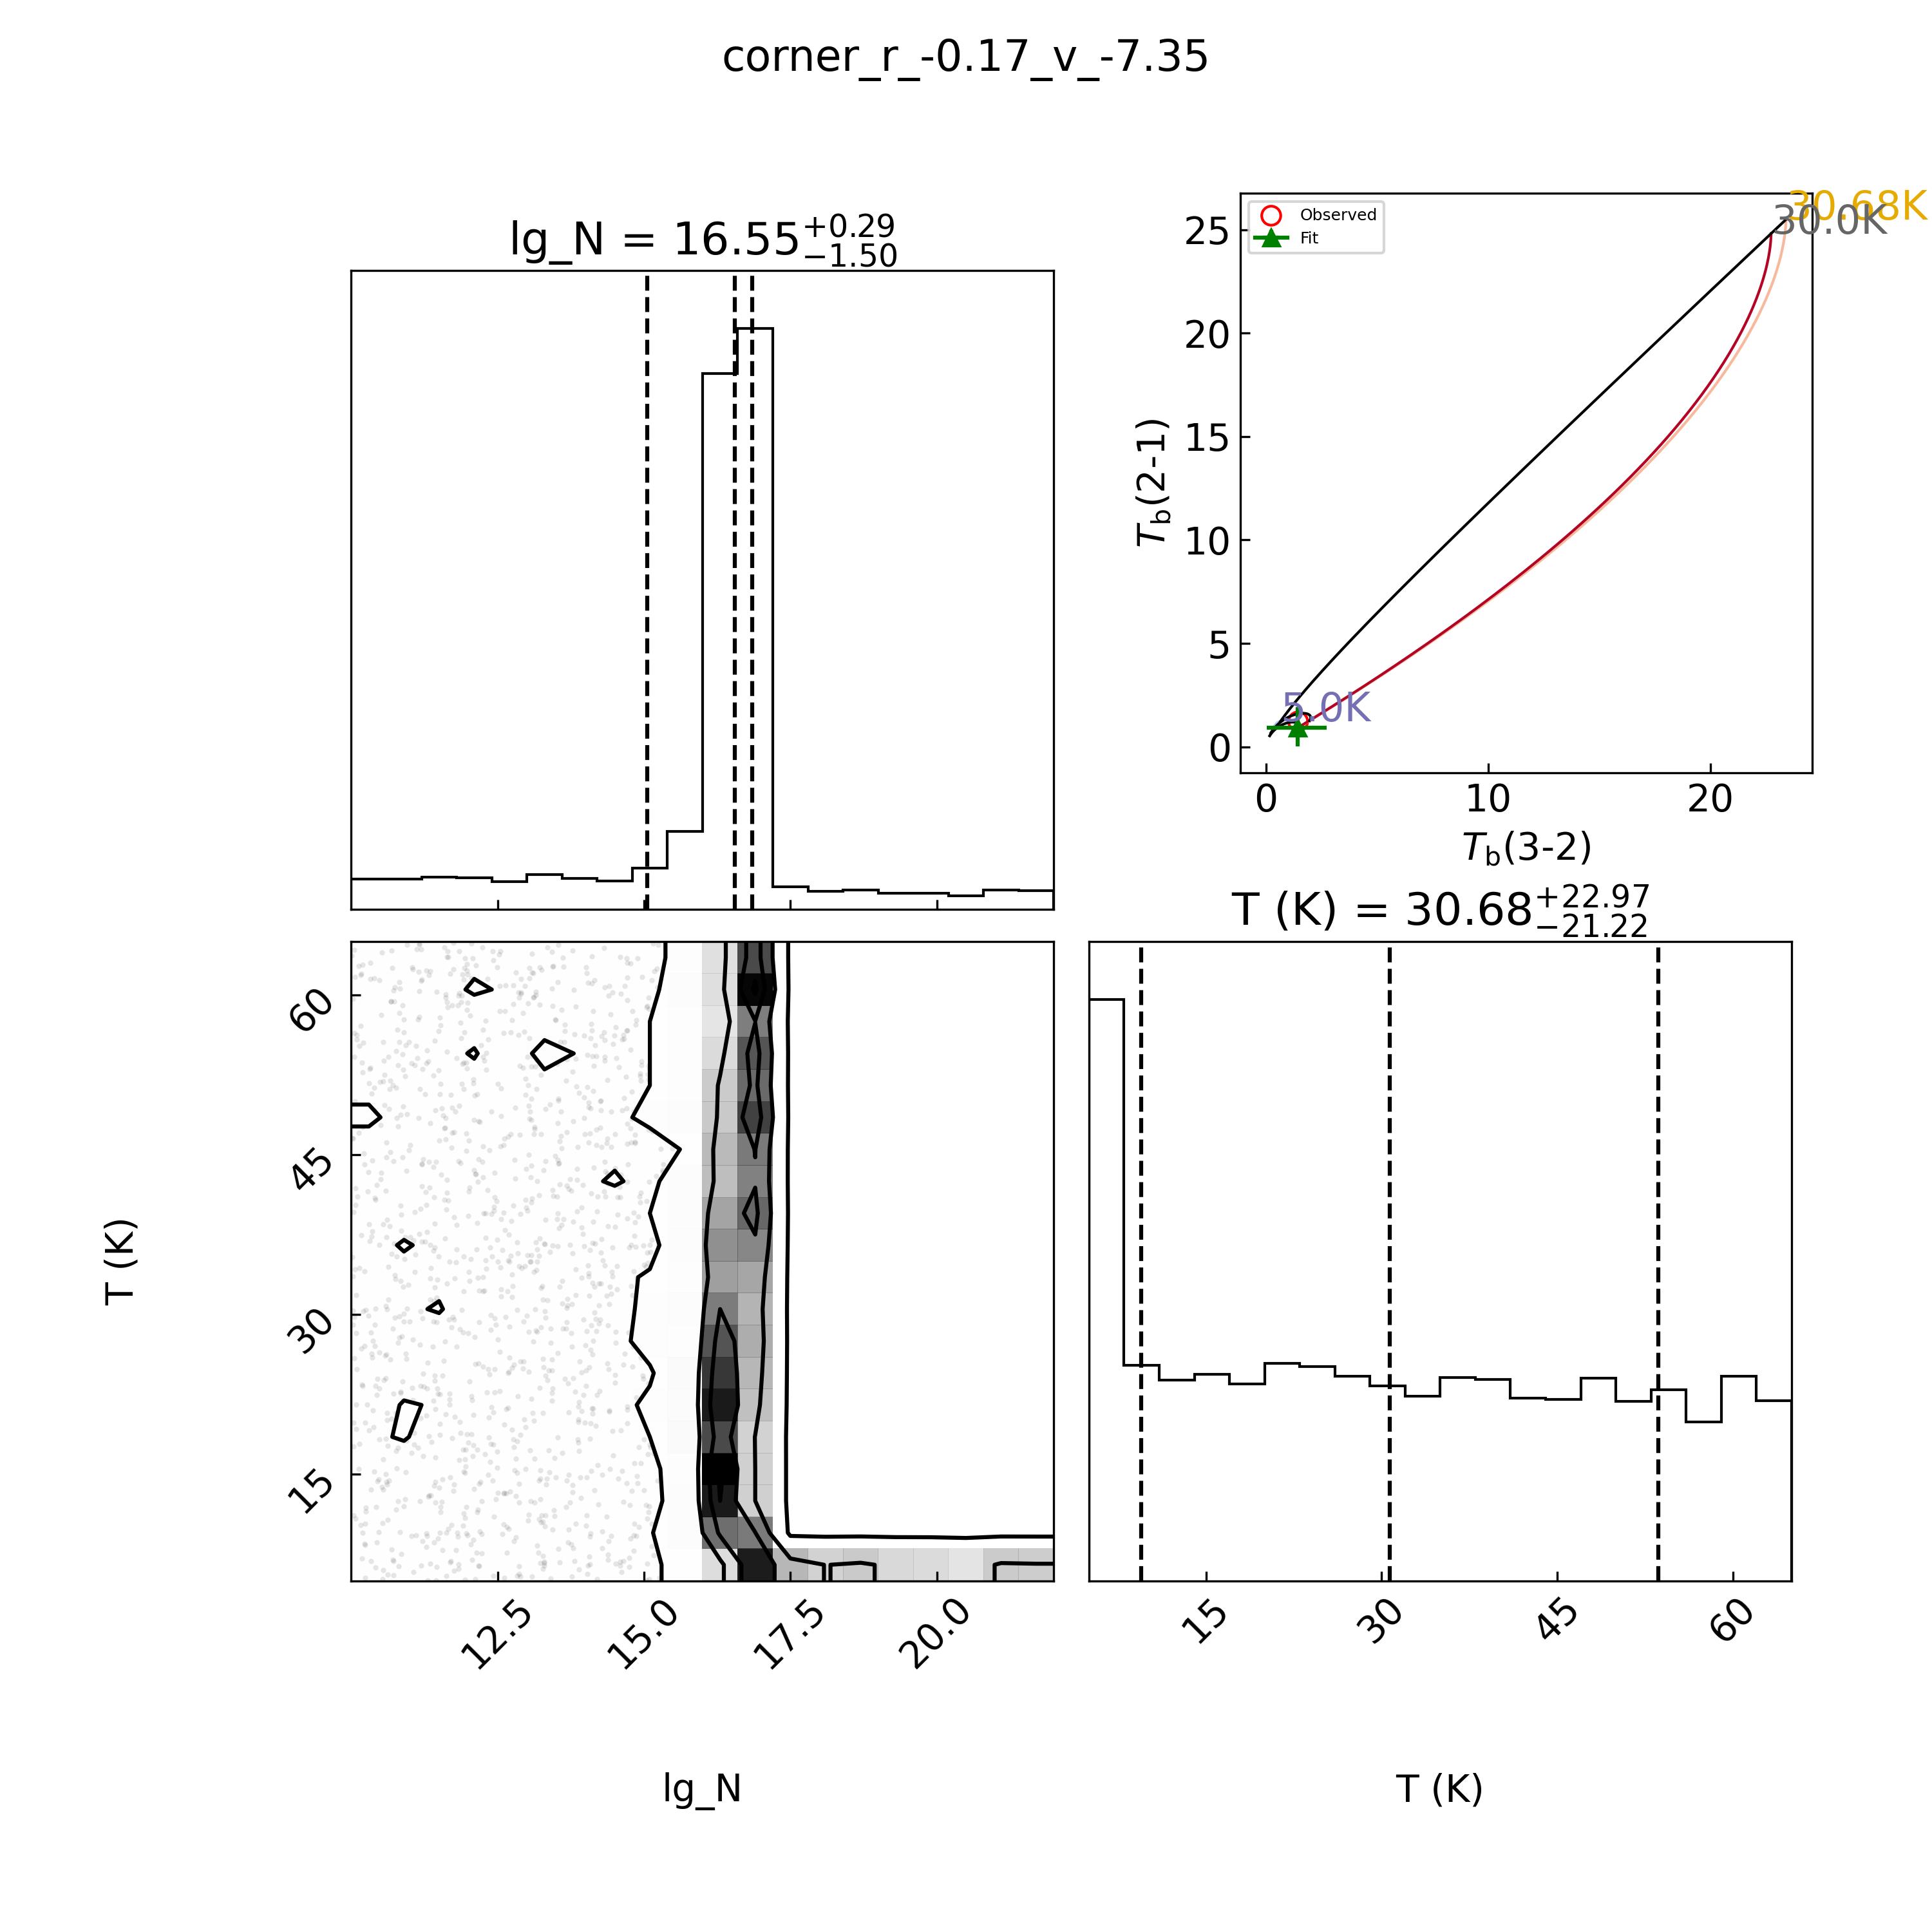 corner_r_-0.17_v_-7.35
lg_N = 16.55+0.29−1.50
30.68K
30.0K
Observed
Fit
25
20
15
10
5
0
5.0K
Tb(2-1)
0 10 20
Tb(3-2)
T (K) = 30.68+22.97−21.22
60
45
30
15
T (K)
12.5 15.0 17.5 20.0
15 30 45 60
lg_N
T (K)